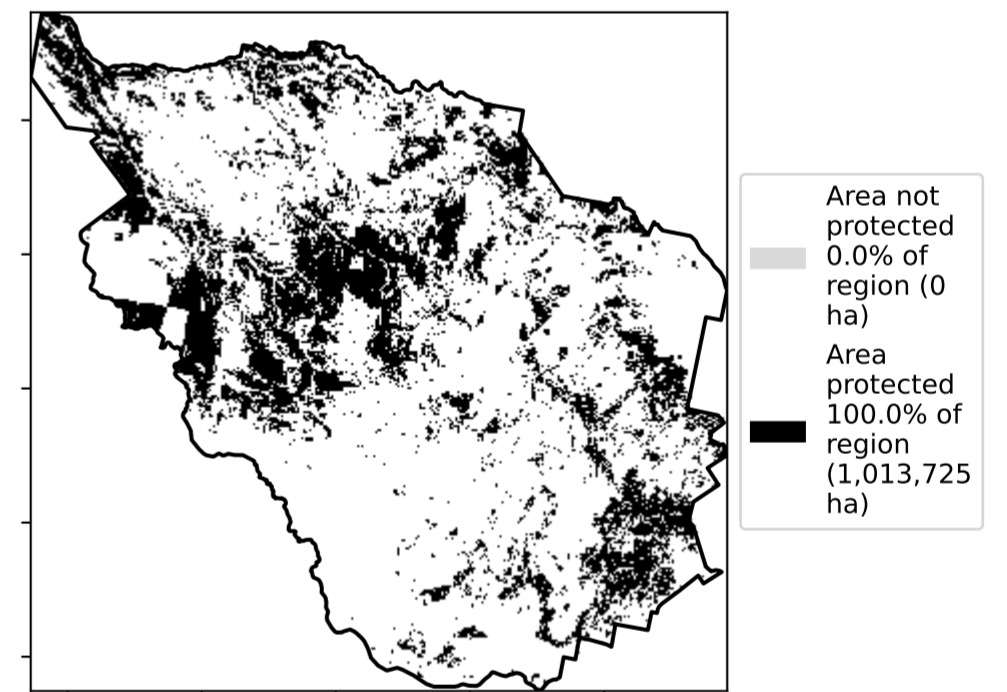 Area not
protected
0.0% of
region (0
ha)
Area
protected
100.0% of
region
(1,013,725
ha)